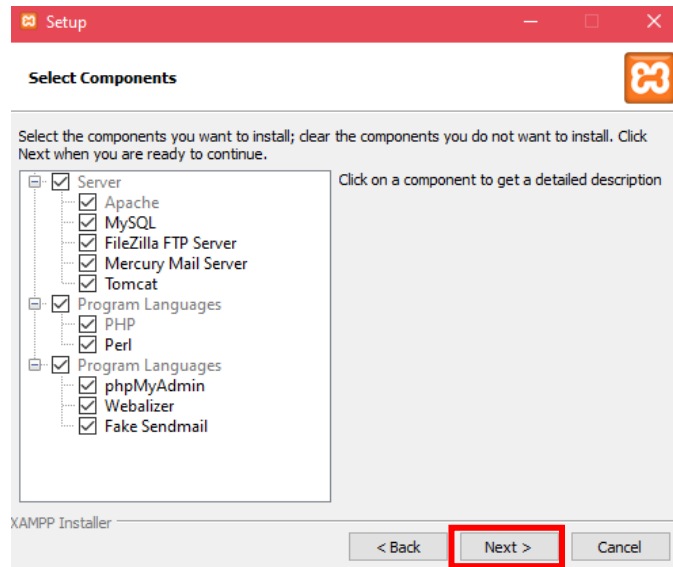 Setup
Select Components
Select the components you want to install; clear the components you do not want to install. Click
Next when you are ready to continue.
Server
Apache
MySQL
FileZilla FTP Server
Mercury Mail Server
Tomcat
Program Languages
PHP
Perl
Program Languages
phpMyAdmin
Webalizer
Fake Sendmail
Click on a component to get a detailed description
XAMPP Installer
< Back
Next >
Cancel